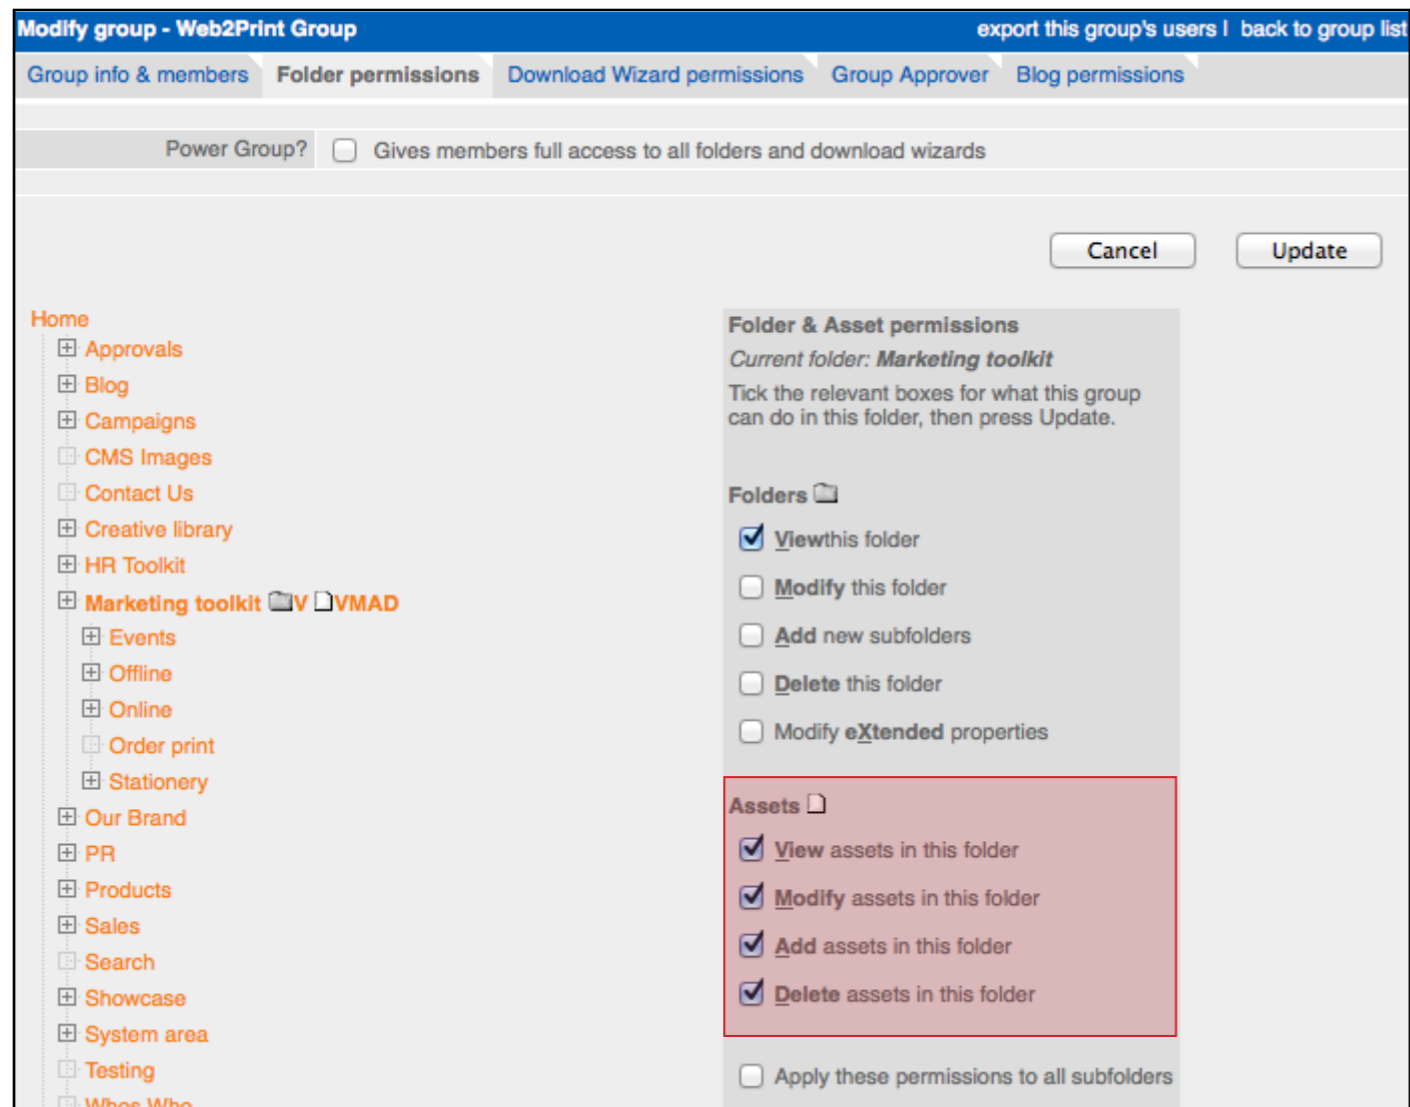 Modify group - Web2Print Group export this group's users | back to group list
Group info & members Folder permissions Download Wizard permissions Group Approver Blog permissions
Power Group? Gives members full access to all folders and download wizards
Cancel Update
Home
Approvals
Blog
Campaigns
CMS Images
Contact Us
Creative library
HR Toolkit
Marketing toolkit V VMAD
Events
Offline
Online
Order print
Stationery
Our Brand
PR
Products
Sales
Search
Showcase
System area
Testing
Whos Who
Folder & Asset permissions
Current folder: Marketing toolkit
Tick the relevant boxes for what this group
can do in this folder, then press Update.
Folders
Viewthis folder
Modify this folder
Add new subfolders
Delete this folder
Modify eXtended properties
Assets
View assets in this folder
Modify assets in this folder
Add assets in this folder
Delete assets in this folder
Apply these permissions to all subfolders